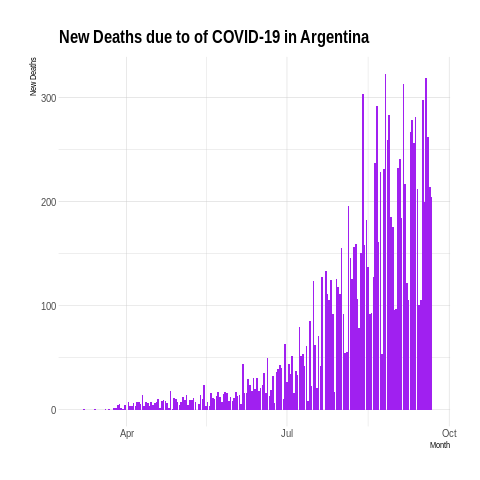 New Deaths due to of COVID-19 in Argentina
New Deaths
300
200
100
0
Apr Jul Oct
Month